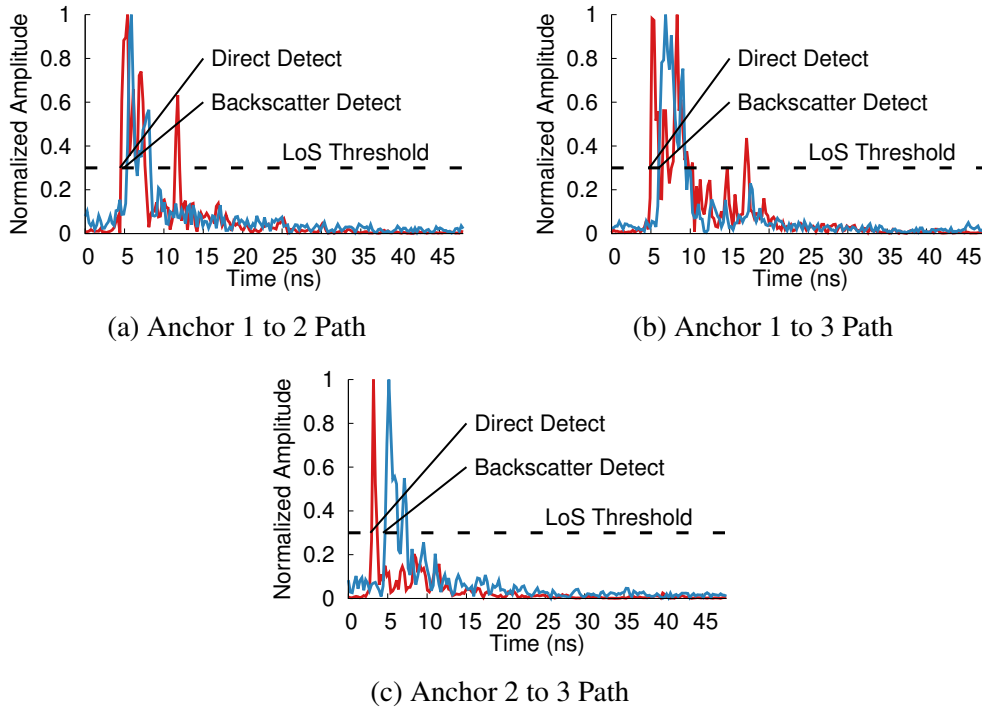 Normalized Amplitude
1
0.8
0.6
0.4
0.2
0
Direct Detect
Backscatter Detect
LoS Threshold
0 5 10 15 20 25 30 35 40 45
Time (ns)
(a) Anchor 1 to 2 Path
Normalized Amplitude
1
0.8
0.6
0.4
0.2
0
Direct Detect
Backscatter Detect
LoS Threshold
0 5 10 15 20 25 30 35 40 45
Time (ns)
(b) Anchor 1 to 3 Path
Normalized Amplitude
1
0.8
0.6
0.4
0.2
0
Direct Detect
Backscatter Detect
LoS Threshold
0 5 10 15 20 25 30 35 40 45
Time (ns)
(c) Anchor 2 to 3 Path